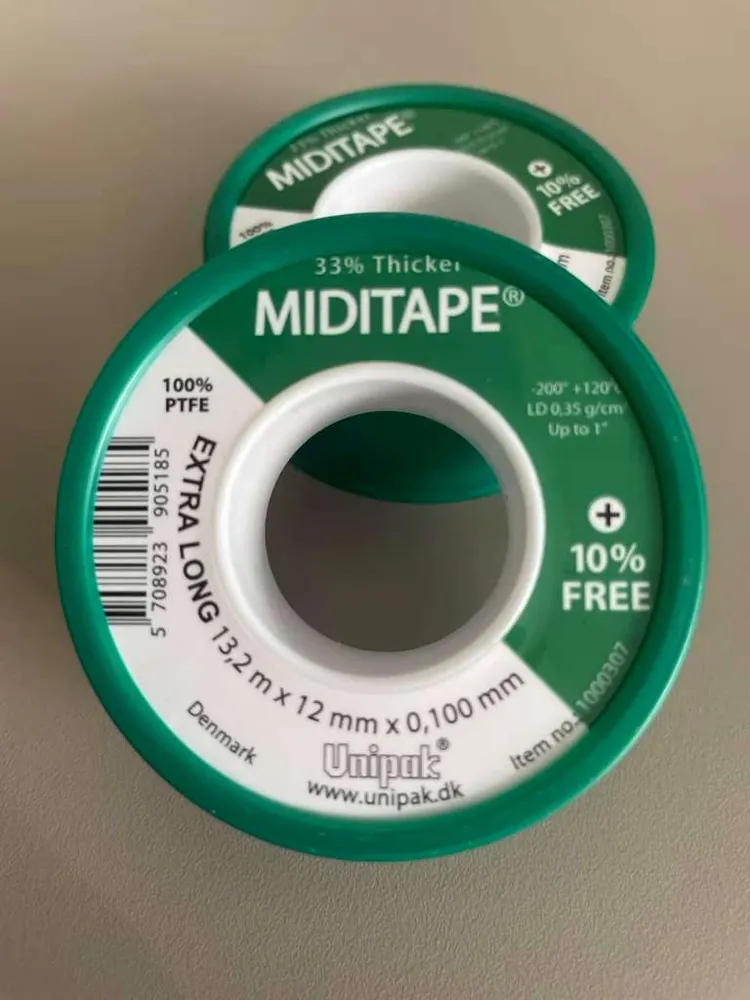 MIDITAPE®
10%
FREE
100%
33% Thicker
MIDITAPE®
100%
PTFE
-200° +120°C
LD 0,35 g/cm
Up to 1"
10%
FREE
EXTRA LONG 13,2 m x 12 mm x 0,100 mm
5 708923 905185
Denmark
Unipak®
www.unipak.dk
Item no. 1000307